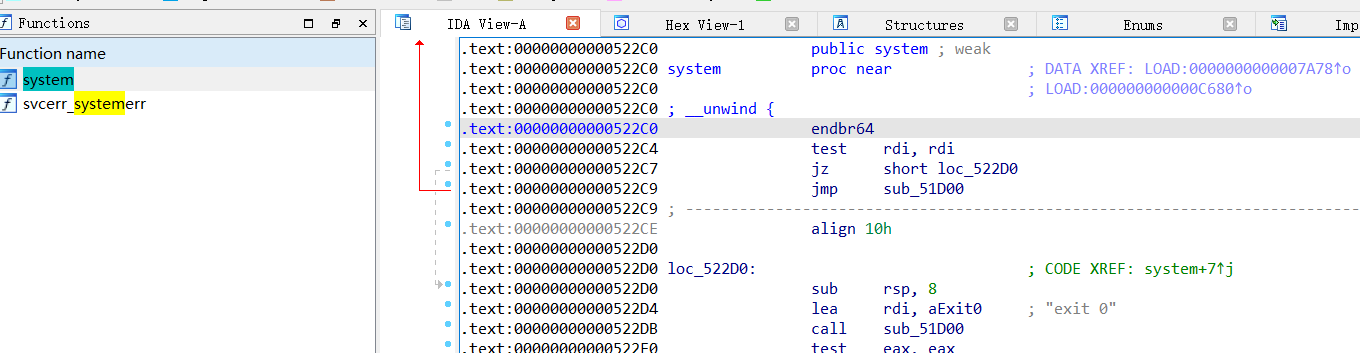 Functions
Function name
f system
f svcerr_systemerr
IDA View-A Hex View-1 Structures Enums Imp
.text:00000000000522C0 public system ; weak
.text:00000000000522C0 system proc near ; DATA XREF: LOAD:0000000000007A78↑o
.text:00000000000522C0 ; LOAD:000000000000C680↑o
.text:00000000000522C0 ; __unwind {
.text:00000000000522C0 endbr64
.text:00000000000522C4 test rdi, rdi
.text:00000000000522C7 jz short loc_522D0
.text:00000000000522C9 jmp sub_51D00
.text:00000000000522C9 ; ---------------------------------------------------------------------------
.text:00000000000522CE align 10h
.text:00000000000522D0
.text:00000000000522D0 loc_522D0: ; CODE XREF: system+7↑j
.text:00000000000522D0 sub rsp, 8
.text:00000000000522D4 lea rdi, aExit0 ; "exit 0"
.text:00000000000522DB call sub_51D00
.text:00000000000522E0 test eax, eax